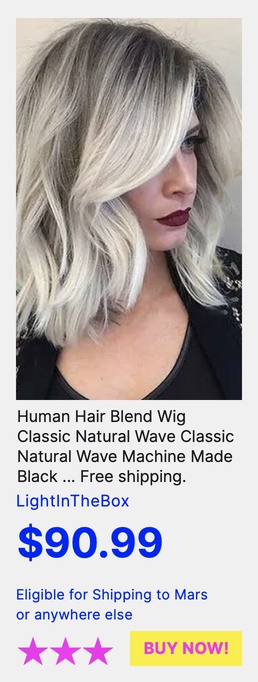 Human Hair Blend Wig
Classic Natural Wave Classic
Natural Wave Machine Made
Black ... Free shipping.
LightInTheBox
$90.99
Eligible for Shipping to Mars
or anywhere else
BUY NOW!